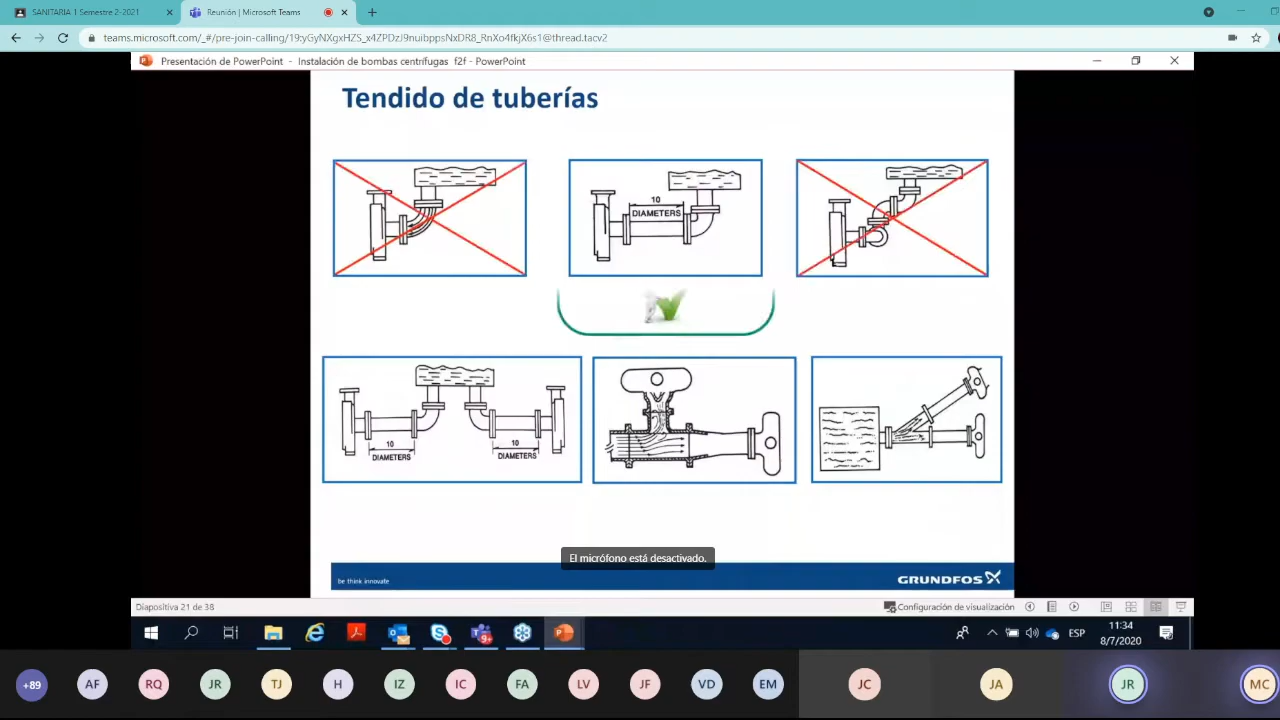 SANITARIA 1 Semestre 2-2021
Reunión | Microsoft Teams
teams.microsoft.com/_#/pre-join-calling/19:yGyNXgxHZS_x4ZPDzJ9nuibppsNxDR8_RnXo4fkjX6s1@thread.tacv2
Presentación de PowerPoint - Instalación de bombas centrífugas f2f - PowerPoint
Tendido de tuberías
10
DIAMETERS
10
DIAMETERS
10
DIAMETERS
El micrófono está desactivado.
be think innovate
GRUNDFOS
Diapositiva 21 de 38
Configuración de visualización
9+
ESP
11:34
8/7/2020
+89
AF
RQ
JR
TJ
H
IZ
IC
FA
LV
JF
VD
EM
JC
JA
JR
MC